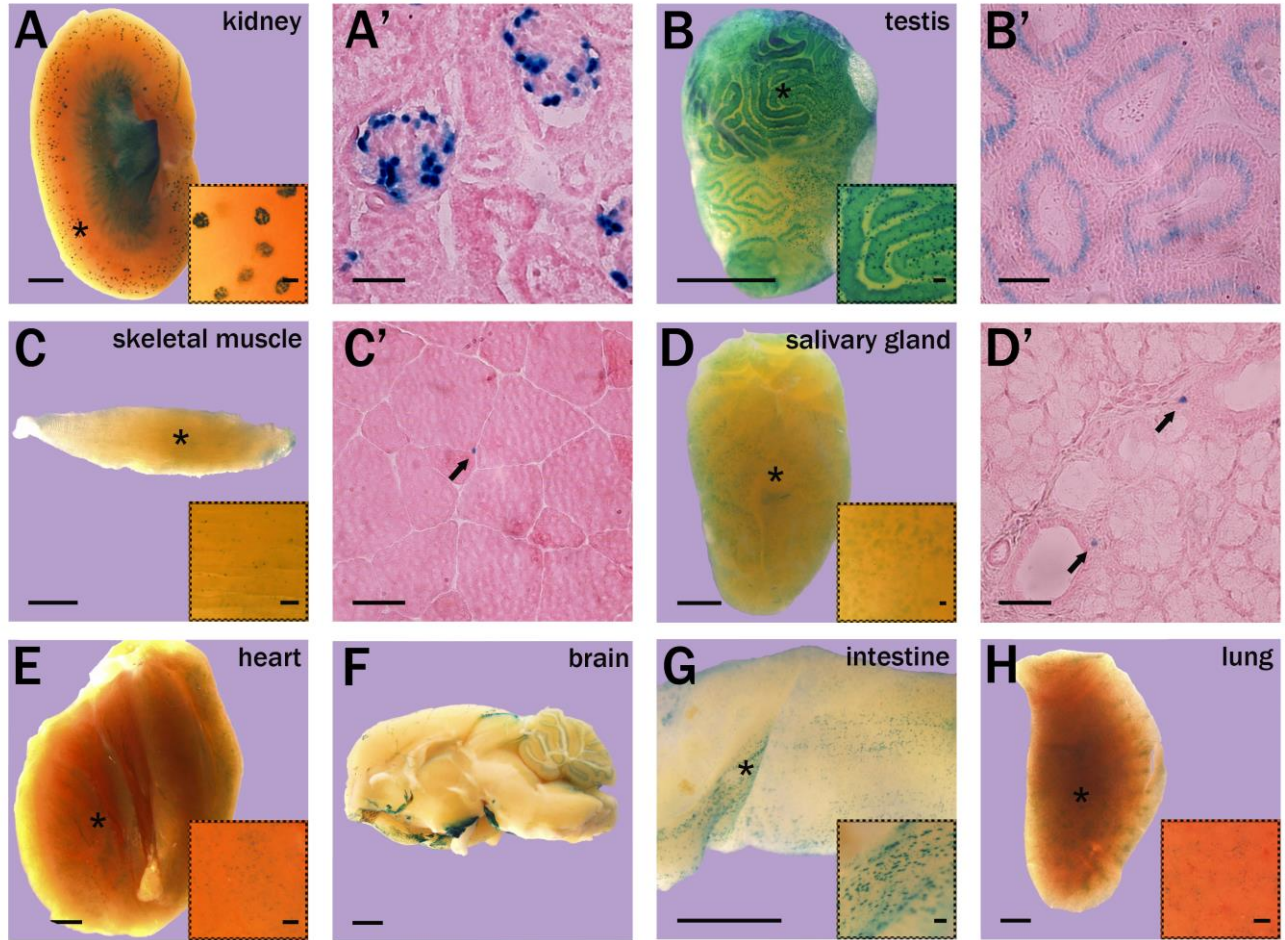 A kidney
A'
B testis
B'
C skeletal muscle
C'
D salivary gland
D'
E heart
F brain
G intestine
H lung